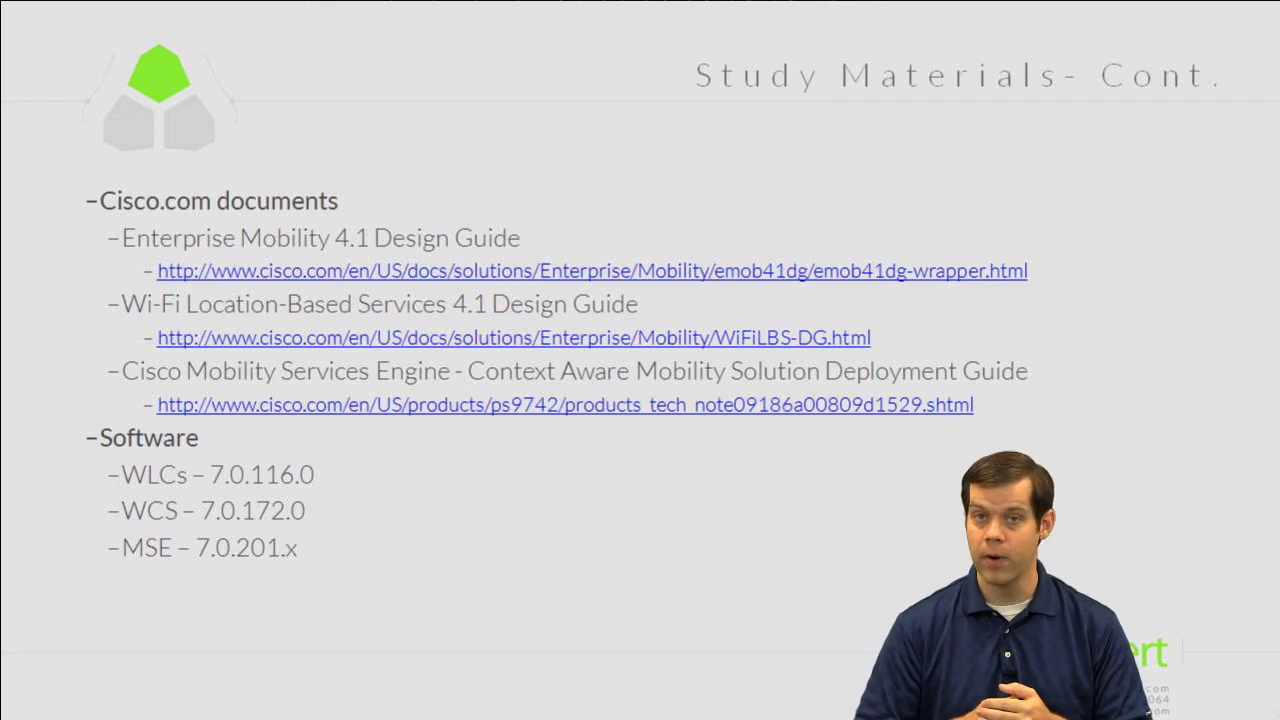 Study Materials- Cont.
–Cisco.com documents
–Enterprise Mobility 4.1 Design Guide
– http://www.cisco.com/en/US/docs/solutions/Enterprise/Mobility/emob41dg/emob41dg-wrapper.html
–Wi-Fi Location-Based Services 4.1 Design Guide
– http://www.cisco.com/en/US/docs/solutions/Enterprise/Mobility/WiFiLBS-DG.html
–Cisco Mobility Services Engine - Context Aware Mobility Solution Deployment Guide
– http://www.cisco.com/en/US/products/ps9742/products_tech_note09186a00809d1529.shtml
–Software
–WLCs – 7.0.116.0
–WCS – 7.0.172.0
–MSE – 7.0.201.x
ert
com
064
om